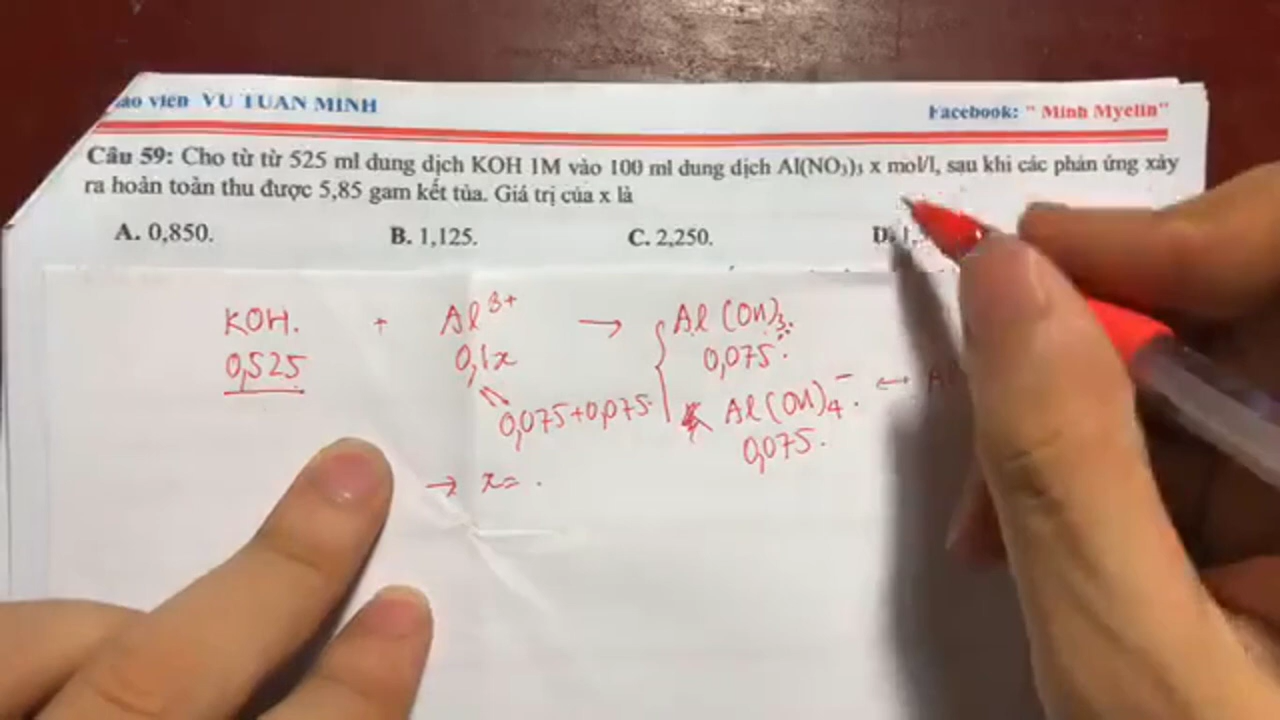 VU TUAN MINH Facebook: " Minh Myelin"
Câu 59: Cho từ từ 525 ml dung dịch KOH 1M vào 100 ml dung dịch Al(NO₃)₃ x mol/l, sau khi các phản ứng xảy
ra hoàn toàn thu được 5,85 gam kết tủa. Giá trị của x là
A. 0,850. B. 1,125. C. 2,250. D.
KOH. + Al³⁺ → { Al(OH)₃.
0,525 0,1x 0,075.
0,075+0,075. Al(OH)₄⁻. ↔
0,075.
→ x= .